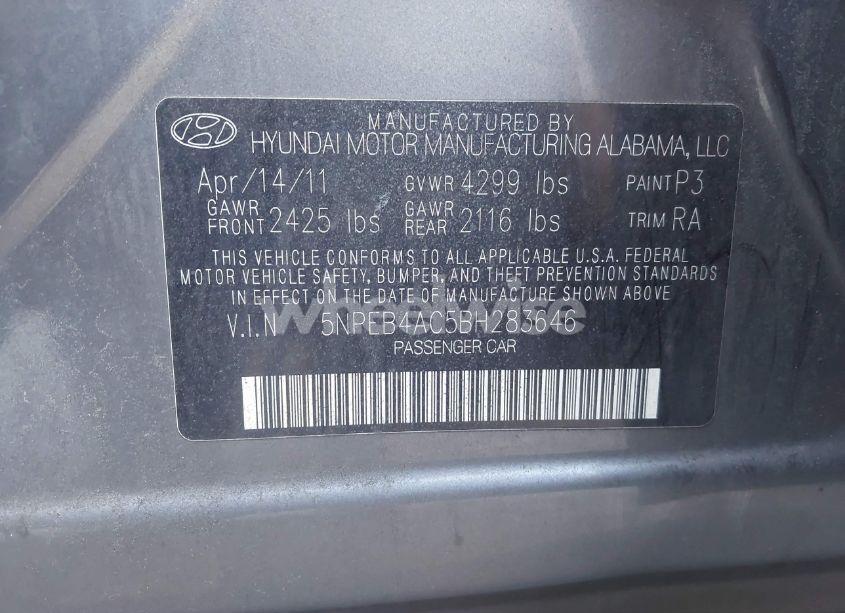 MANUFACTURED BY
HYUNDAI MOTOR MANUFACTURING ALABAMA, LLC
Apr/14/11 GVWR 4299 lbs PAINT P3
GAWR FRONT 2425 lbs GAWR REAR 2116 lbs TRIM RA
THIS VEHICLE CONFORMS TO ALL APPLICABLE U.S.A. FEDERAL
MOTOR VEHICLE SAFETY, BUMPER, AND THEFT PREVENTION STANDARDS
IN EFFECT ON THE DATE OF MANUFACTURE
V.I.N 5NPEB4AC5BH283646
PASSENGER CAR